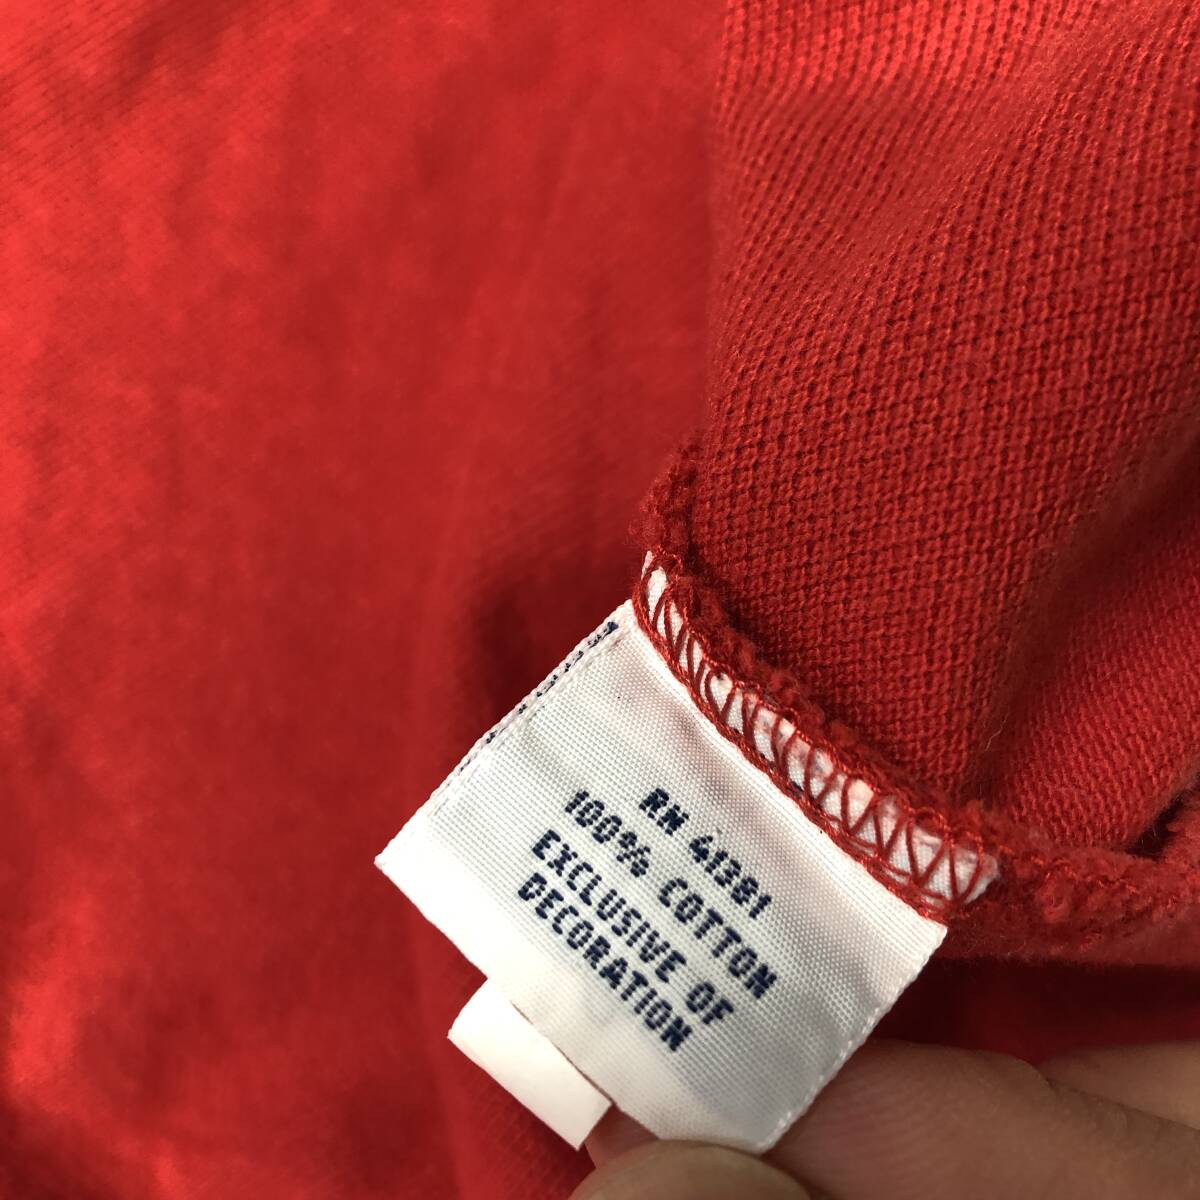 RN 41381
100% COTTON
EXCLUSIVE OF
DECORATION